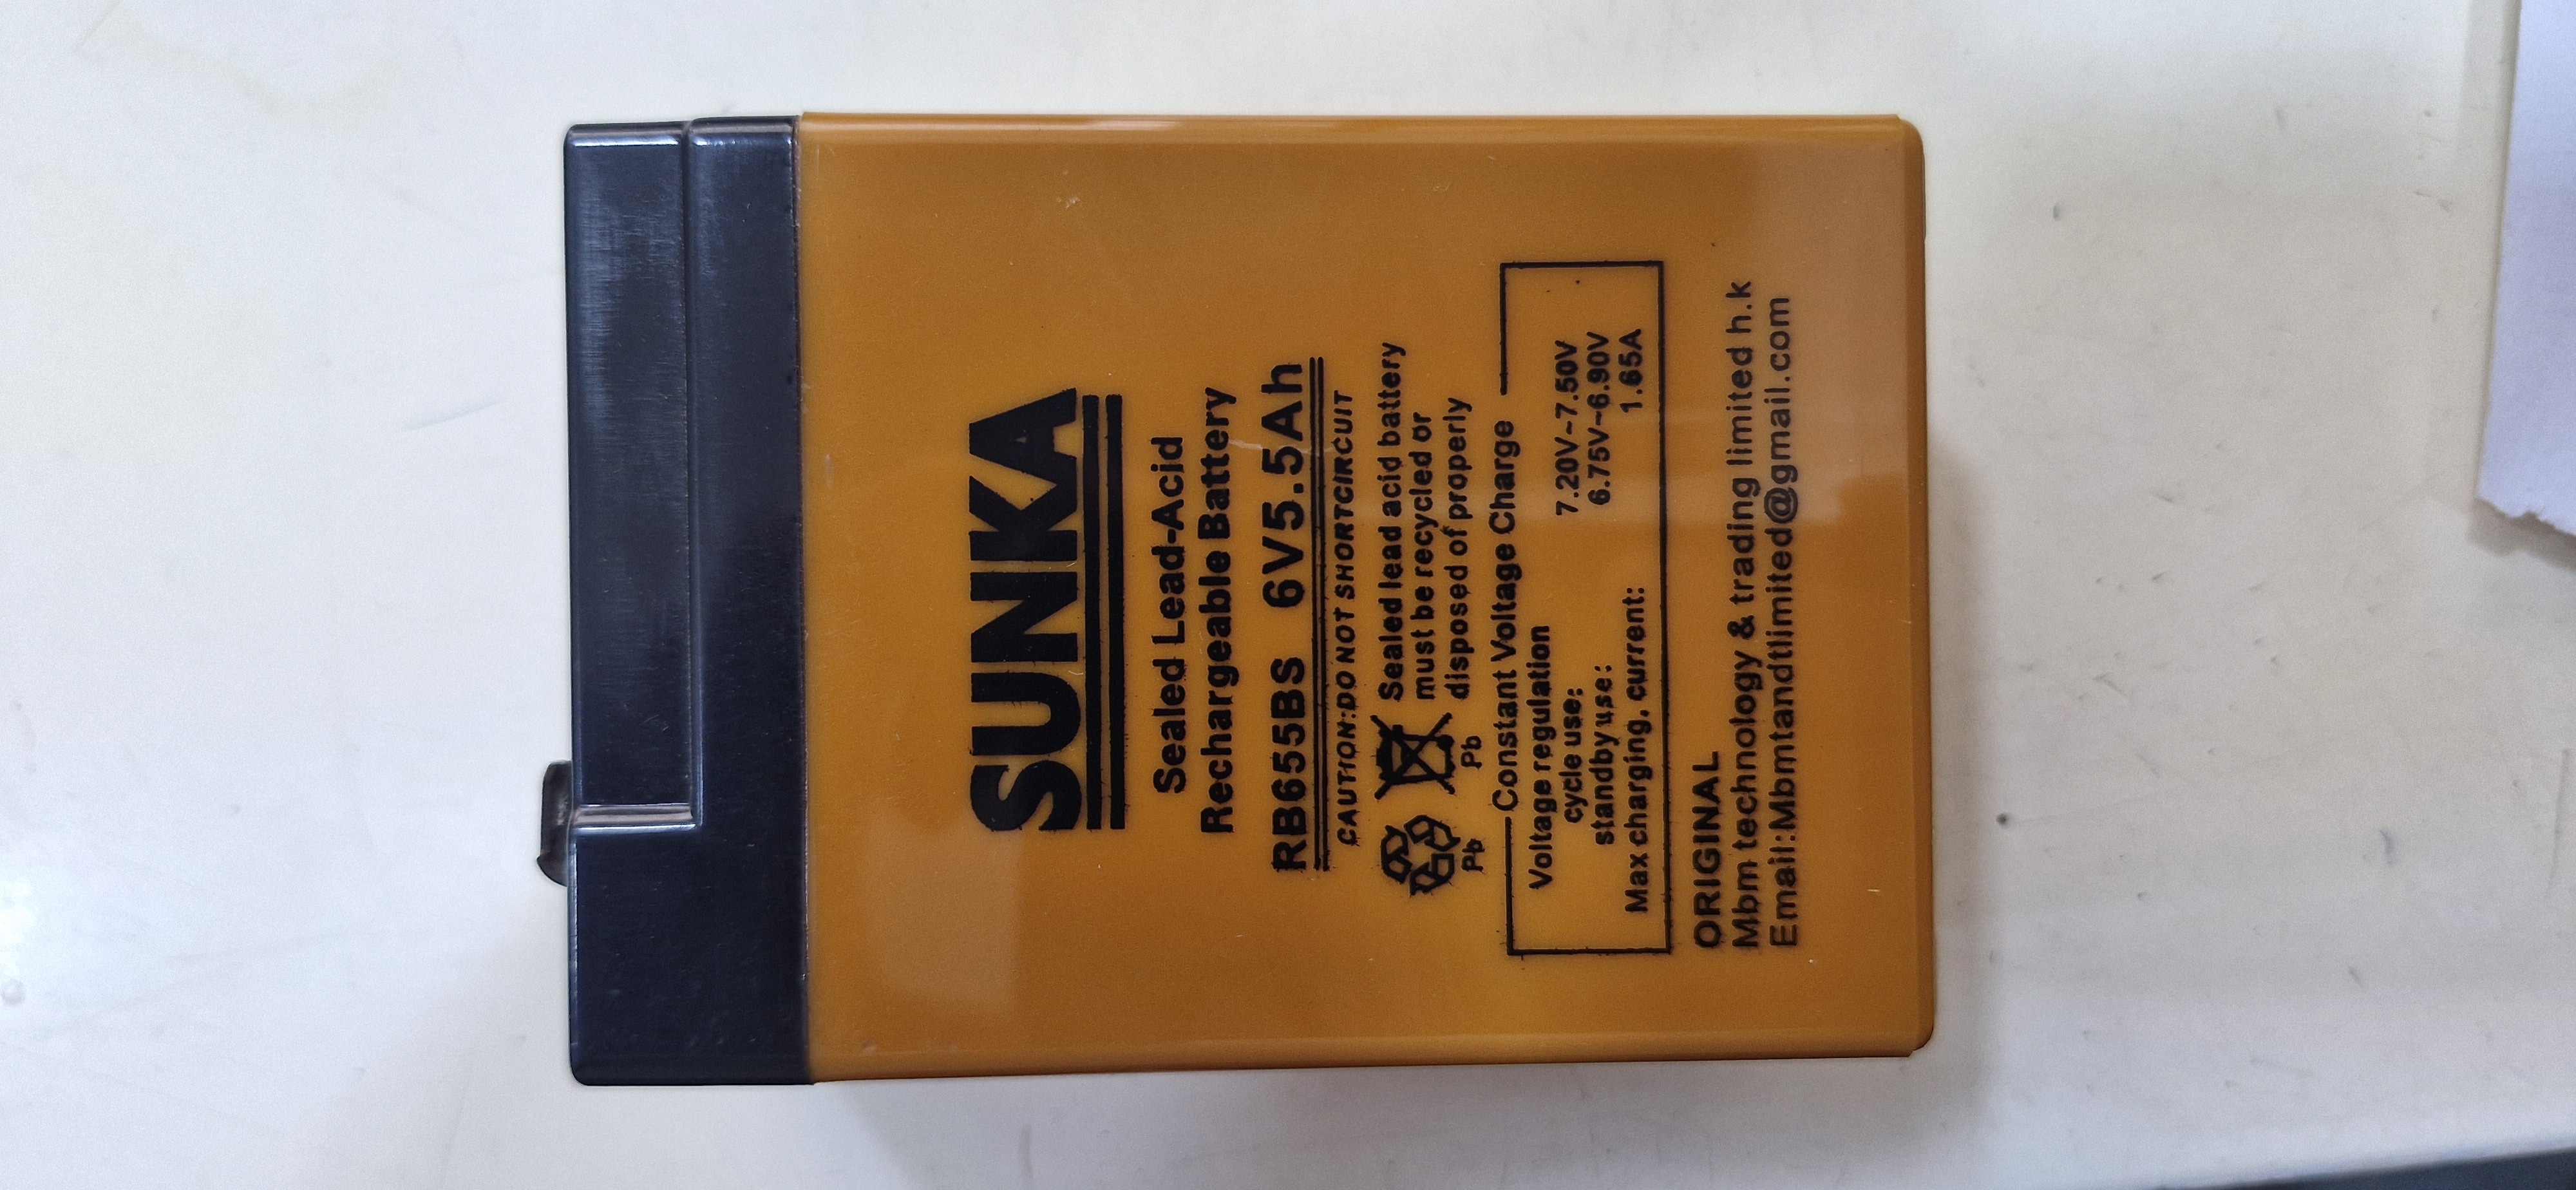 SUNKA
Sealed Lead-Acid
Rechargeable Battery
RB655BS 6V5.5Ah
CAUTION:DO NOT SHORTCIRCUIT
Sealed lead acid battery
must be recycled or
disposed of properly
Pb Pb
Constant Voltage Charge
Voltage regulation
cycle use: 7.20V~7.50V
standby use: 6.75V~6.90V
Max charging, current: 1.65A
ORIGINAL
Mbm technology & trading limited h.k
Email:Mbmtandtlimited@gmail.com